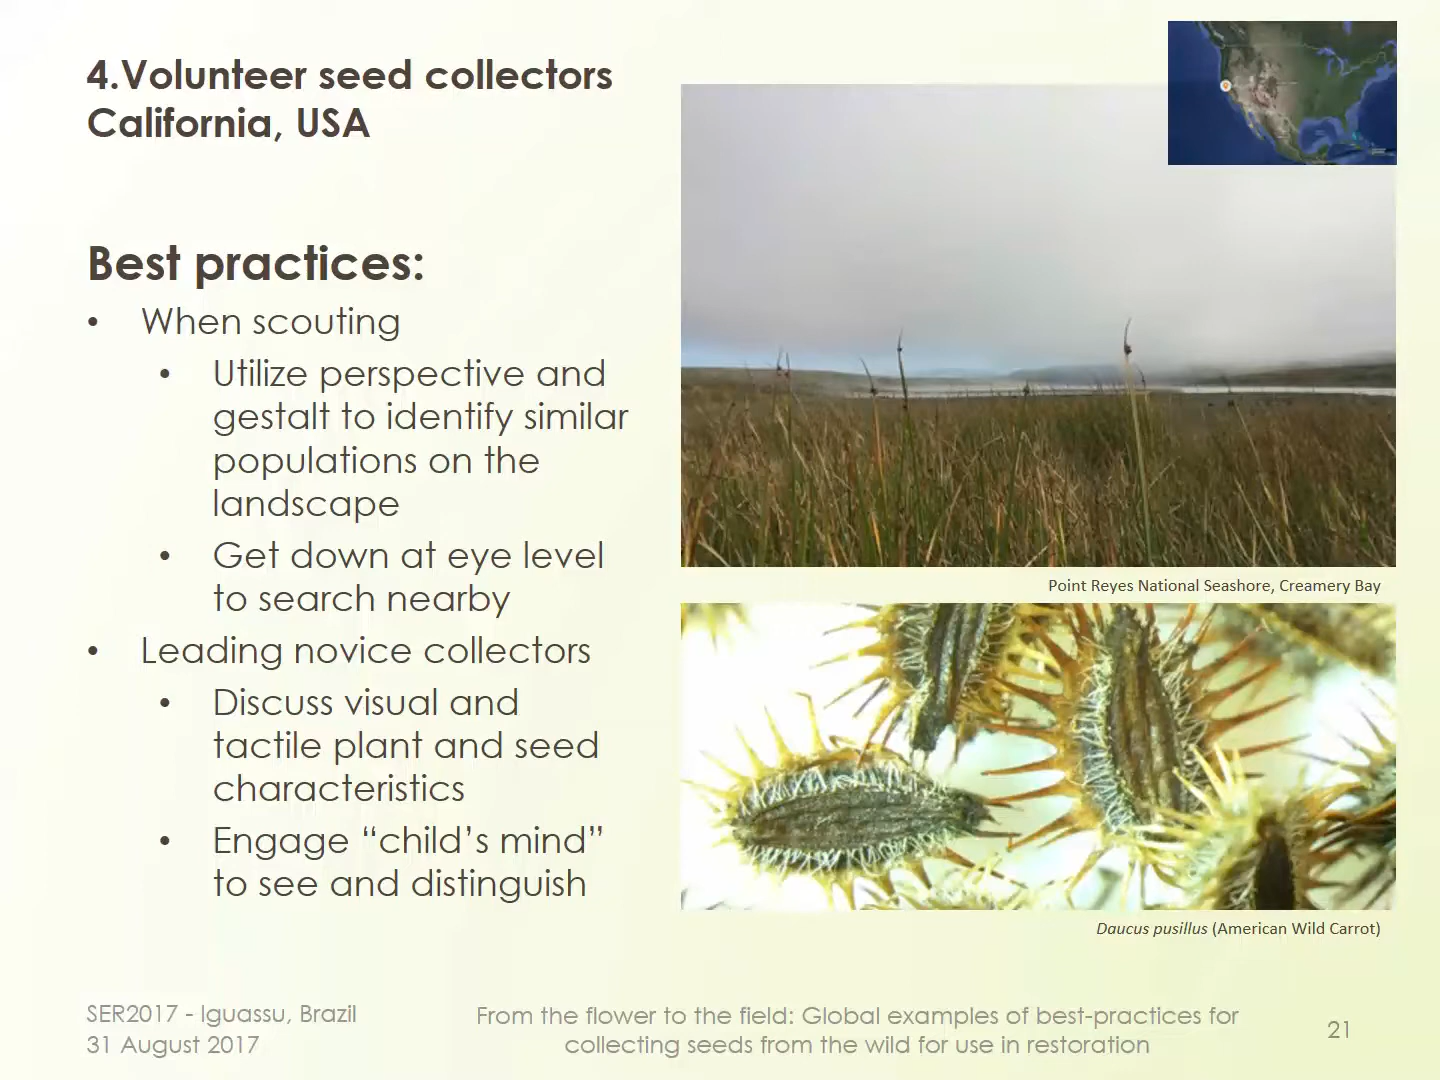 4.Volunteer seed collectors
California, USA
Best practices:
• When scouting
• Utilize perspective and
gestalt to identify similar
populations on the
landscape
• Get down at eye level
to search nearby
• Leading novice collectors
• Discuss visual and
tactile plant and seed
characteristics
• Engage “child’s mind”
to see and distinguish
Point Reyes National Seashore, Creamery Bay
Daucus pusillus (American Wild Carrot)
SER2017 - Iguassu, Brazil
31 August 2017
From the flower to the field: Global examples of best-practices for
collecting seeds from the wild for use in restoration
21